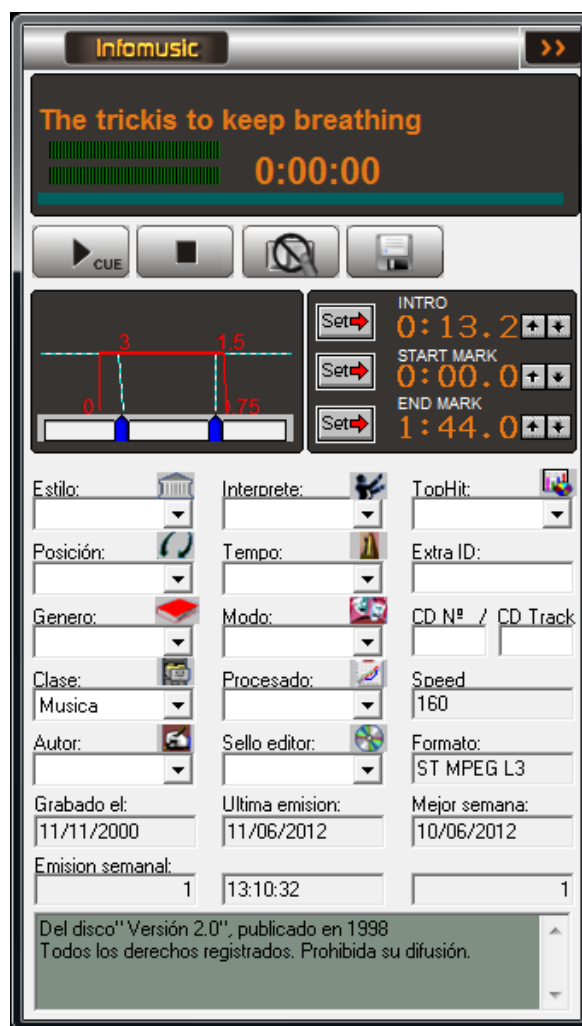 Infomusic >>
The trickis to keep breathing
0:00:00
CUE
3 1.5
0 .75
Set INTRO
0:13.2
Set START MARK
0:00.0
Set END MARK
1:44.0
Estilo: Interprete: TopHit:
Posición: Tempo: Extra ID:
Genero: Modo: CD Nº / CD Track
Clase: Procesado: Speed
Musica 160
Autor: Sello editor: Formato:
ST MPEG L3
Grabado el: Ultima emision: Mejor semana:
11/11/2000 11/06/2012 10/06/2012
Emision semanal:
1 13:10:32 1
Del disco" Versión 2.0", publicado en 1998
Todos los derechos registrados. Prohibida su difusión.